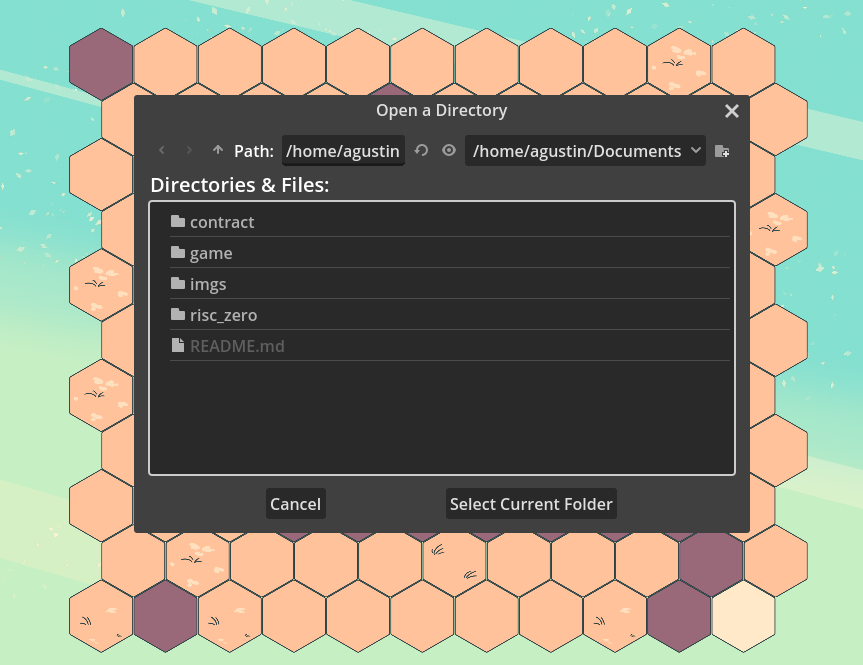 Open a Directory
Path: /home/agustin /home/agustin/Documents
Directories & Files:
contract
game
imgs
risc_zero
README.md
Cancel Select Current Folder